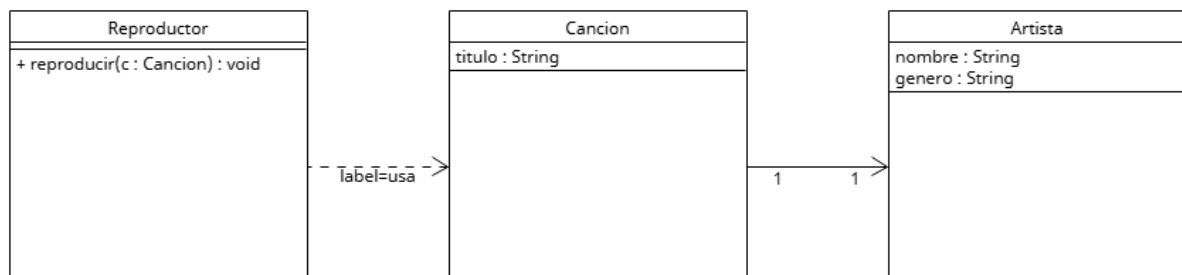 Reproductor
+ reproducir(c : Cancion) : void
label=usa
Cancion
titulo : String
1
1
Artista
nombre : String
genero : String